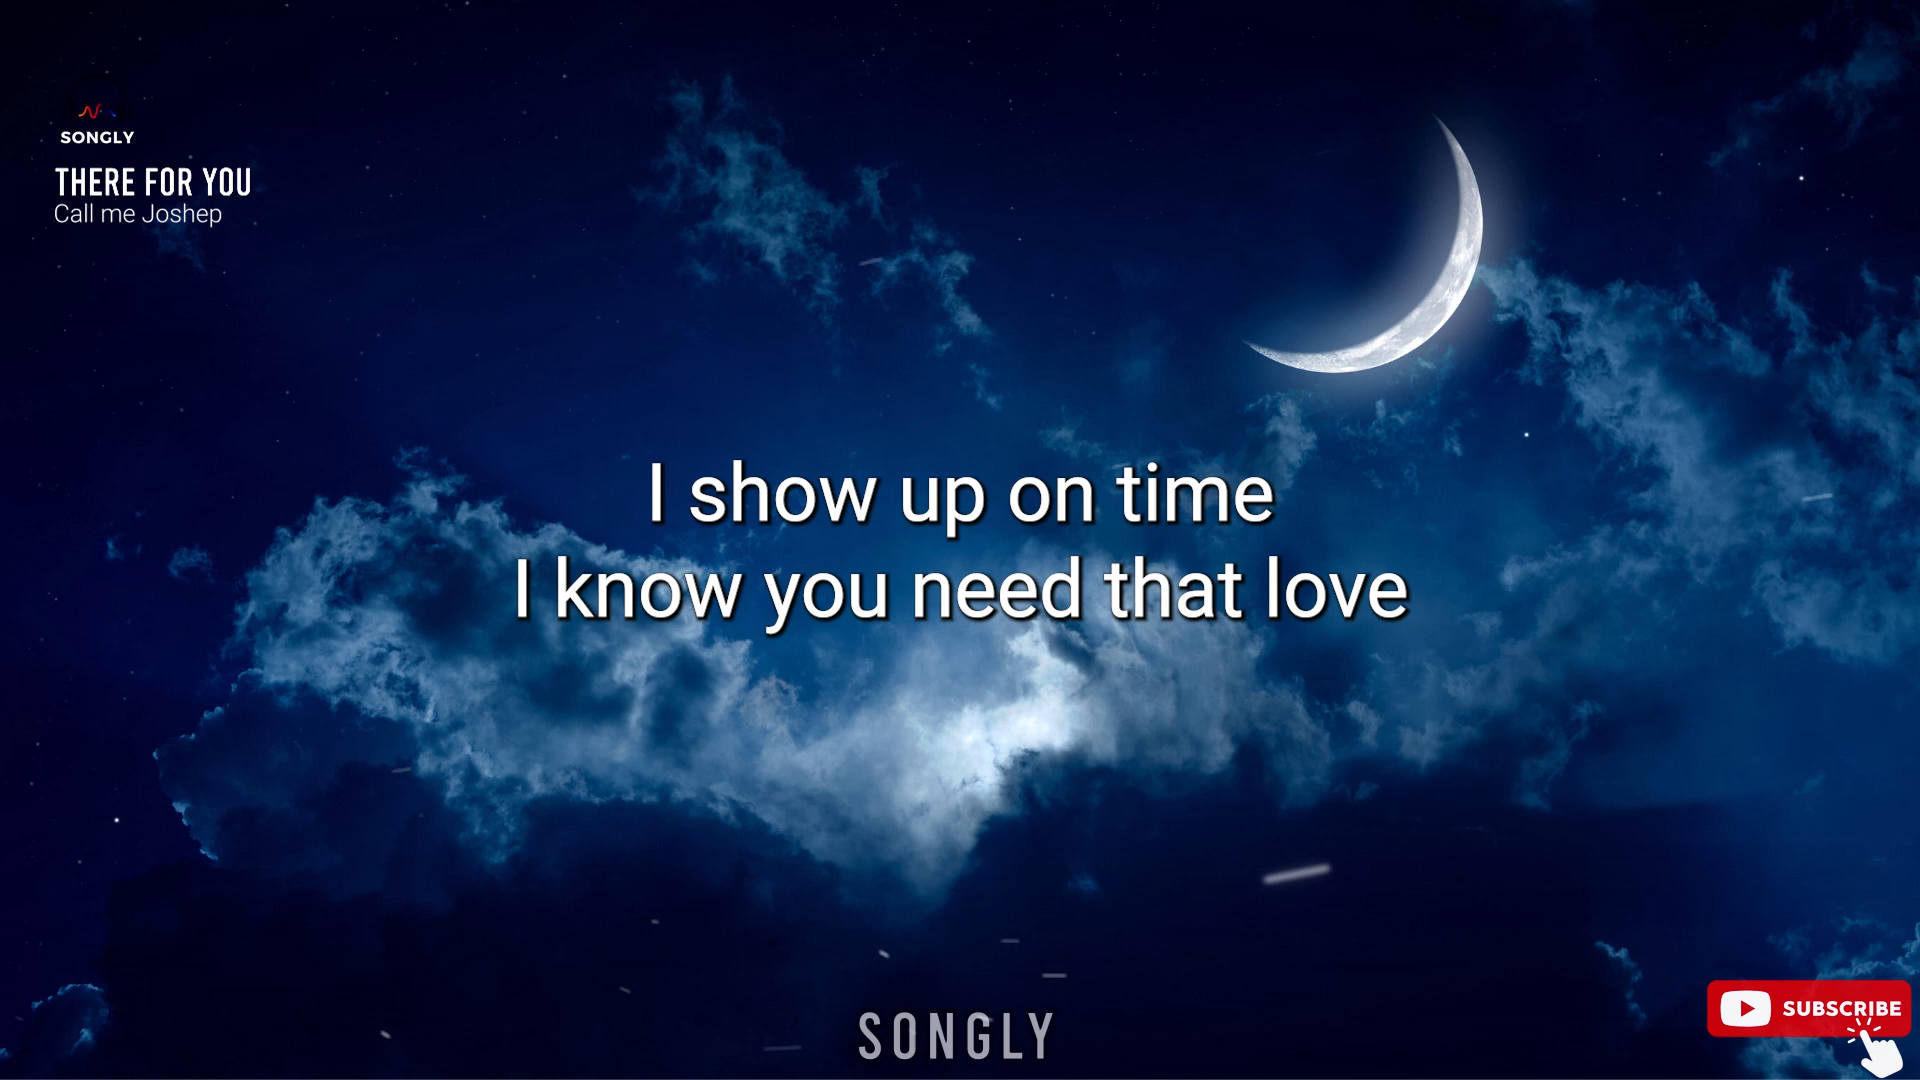 SONGLY
THERE FOR YOU
Call me Joshep
I show up on time
I know you need that love
SONGLY
SUBSCRIBE